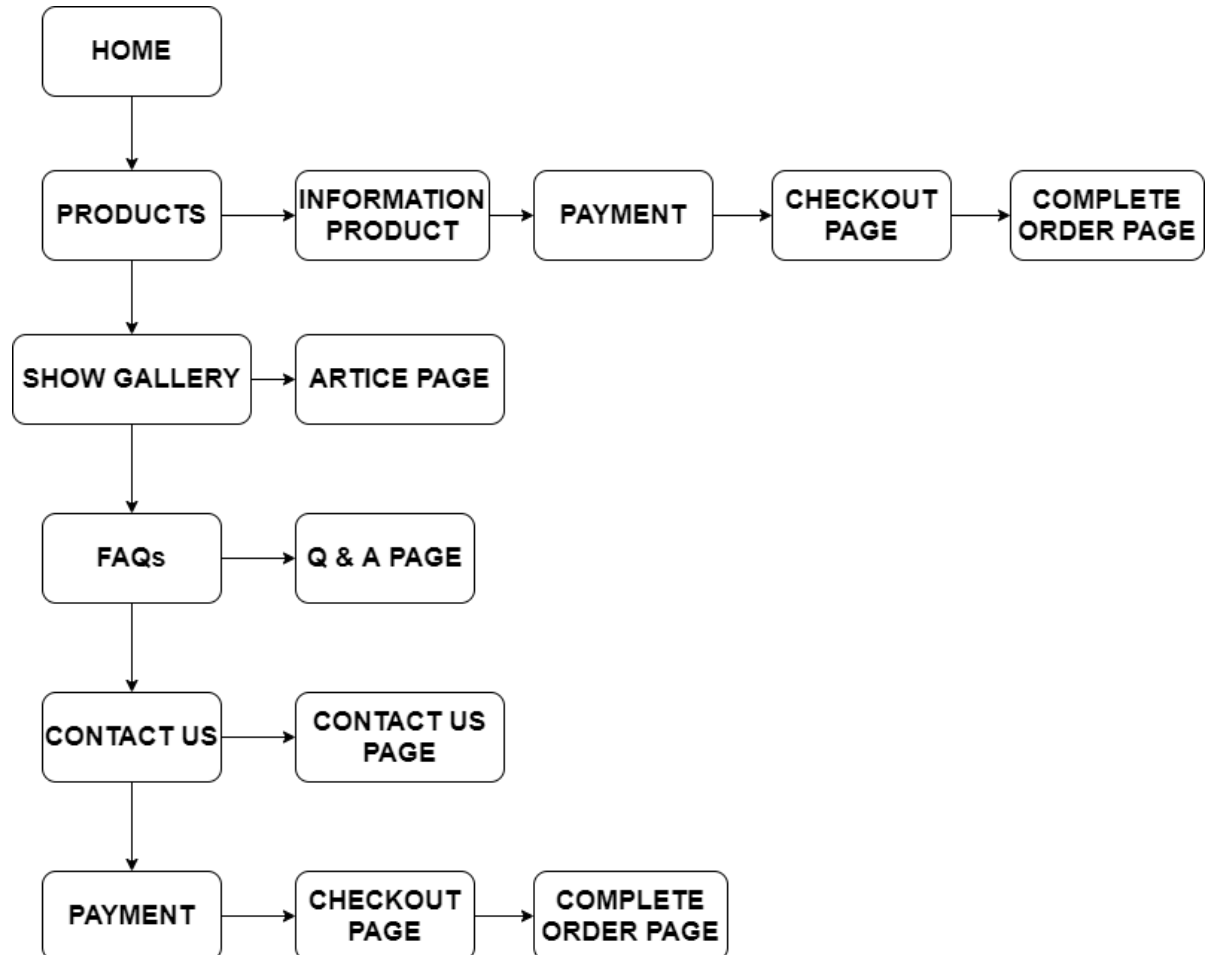 HOME
PRODUCTS
INFORMATION
PRODUCT
PAYMENT
CHECKOUT
PAGE
COMPLETE
ORDER PAGE
SHOW GALLERY
ARTICE PAGE
FAQs
Q & A PAGE
CONTACT US
CONTACT US
PAGE
PAYMENT
CHECKOUT
PAGE
COMPLETE
ORDER PAGE